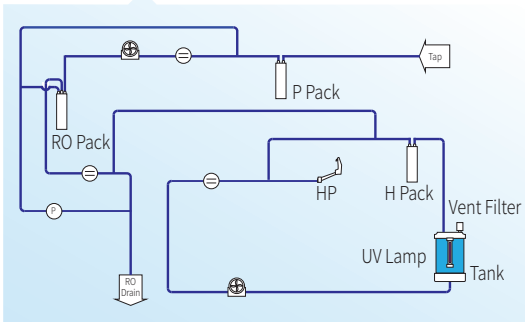 Tap
P Pack
RO Pack
HP
H Pack
Vent Filter
P
UV Lamp
Tank
RO
Drain